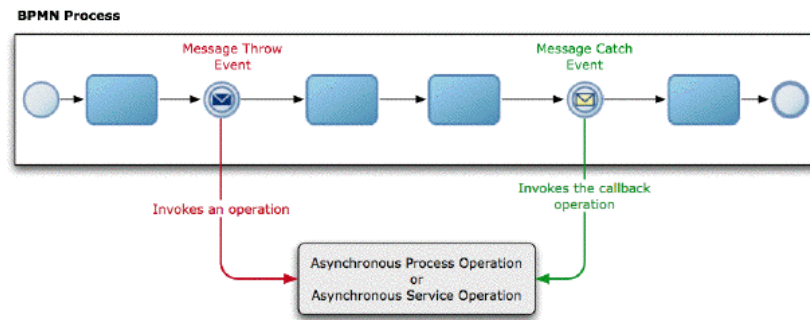 BPMN Process
Message Throw
Event
Message Catch
Event
Invokes an operation
Invokes the callback
operation
Asynchronous Process Operation
or
Asynchronous Service Operation